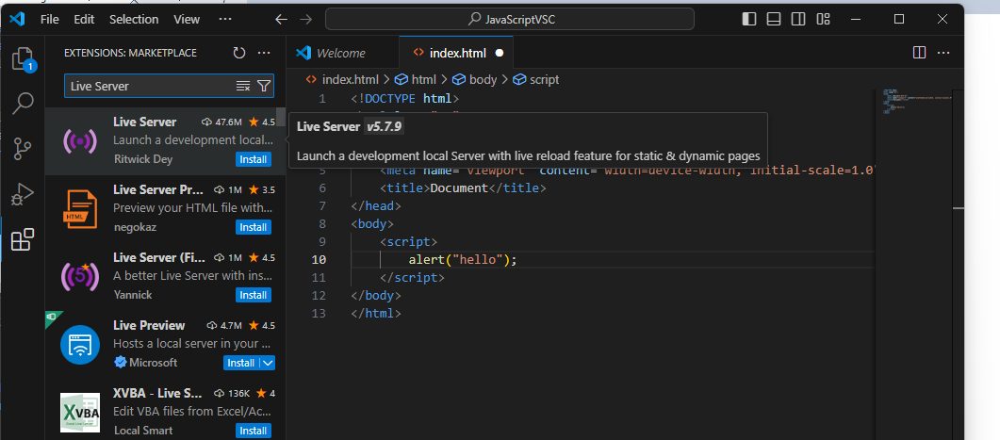 File Edit Selection View ···
JavaScriptVSC
EXTENSIONS: MARKETPLACE
Live Server
Live Server 47.6M 4.5
Launch a development local...
Ritwick Dey Install
Live Server Pr... 1M 3.5
Preview your HTML file with...
negokaz Install
Live Server (Fi... 1M 4.5
A better Live Server with ins...
Yannick Install
Live Preview 4.7M 4.5
Hosts a local server in your ...
Microsoft Install
XVBA - Live S... 136K 4
Edit VBA files from Excel/Ac...
Local Smart Install
1
Welcome index.html
index.html > html > body > script
1 <!DOCTYPE html>
Live Server v5.7.9
Launch a development local Server with live reload feature for static & dynamic pages
5 <meta name="viewport" content="width=device-width, initial-scale=1.0"
6 <title>Document</title>
7 </head>
8 <body>
9 <script>
10 alert("hello");
11 </script>
12 </body>
13 </html>